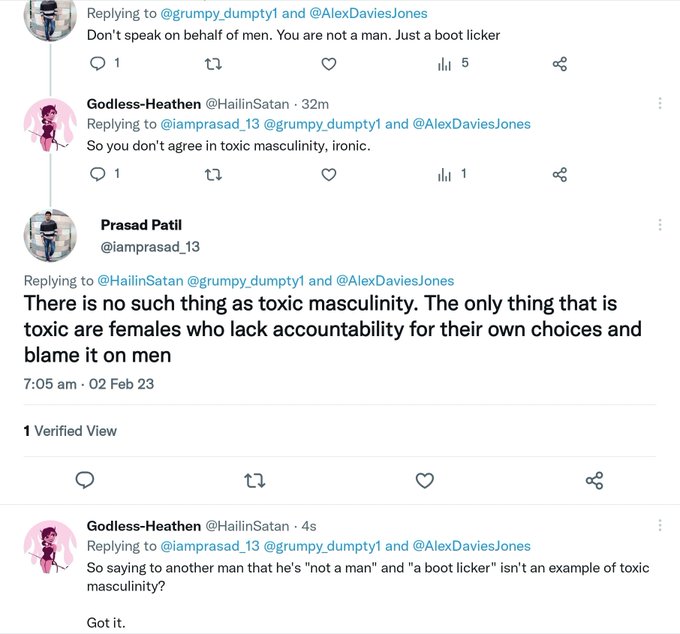 Replying to @grumpy_dumpty1 and @AlexDaviesJones
Don't speak on behalf of men. You are not a man. Just a boot licker
1 5
Godless-Heathen @HailinSatan · 32m
Replying to @iamprasad_13 @grumpy_dumpty1 and @AlexDaviesJones
So you don't agree in toxic masculinity, ironic.
1 1
Prasad Patil
@iamprasad_13
Replying to @HailinSatan @grumpy_dumpty1 and @AlexDaviesJones
There is no such thing as toxic masculinity. The only thing that is
toxic are females who lack accountability for their own choices and
blame it on men
7:05 am · 02 Feb 23
1 Verified View
Godless-Heathen @HailinSatan · 4s
Replying to @iamprasad_13 @grumpy_dumpty1 and @AlexDaviesJones
So saying to another man that he's "not a man" and "a boot licker" isn't an example of toxic
masculinity?
Got it.